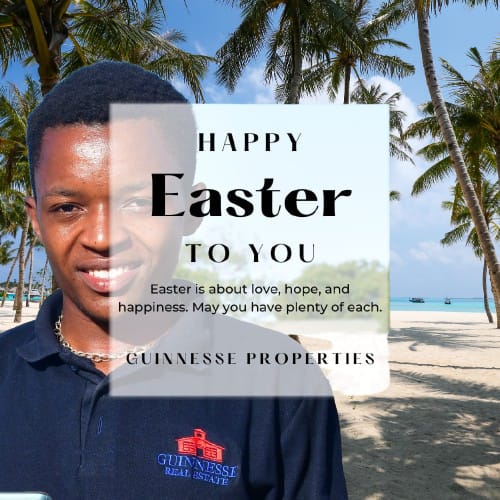 HAPPY
Easter
TO YOU
Easter is about love, hope, and
happiness. May you have plenty of each.
GUINNESSE PROPERTIES
GUINNESSE
REAL ESTATE